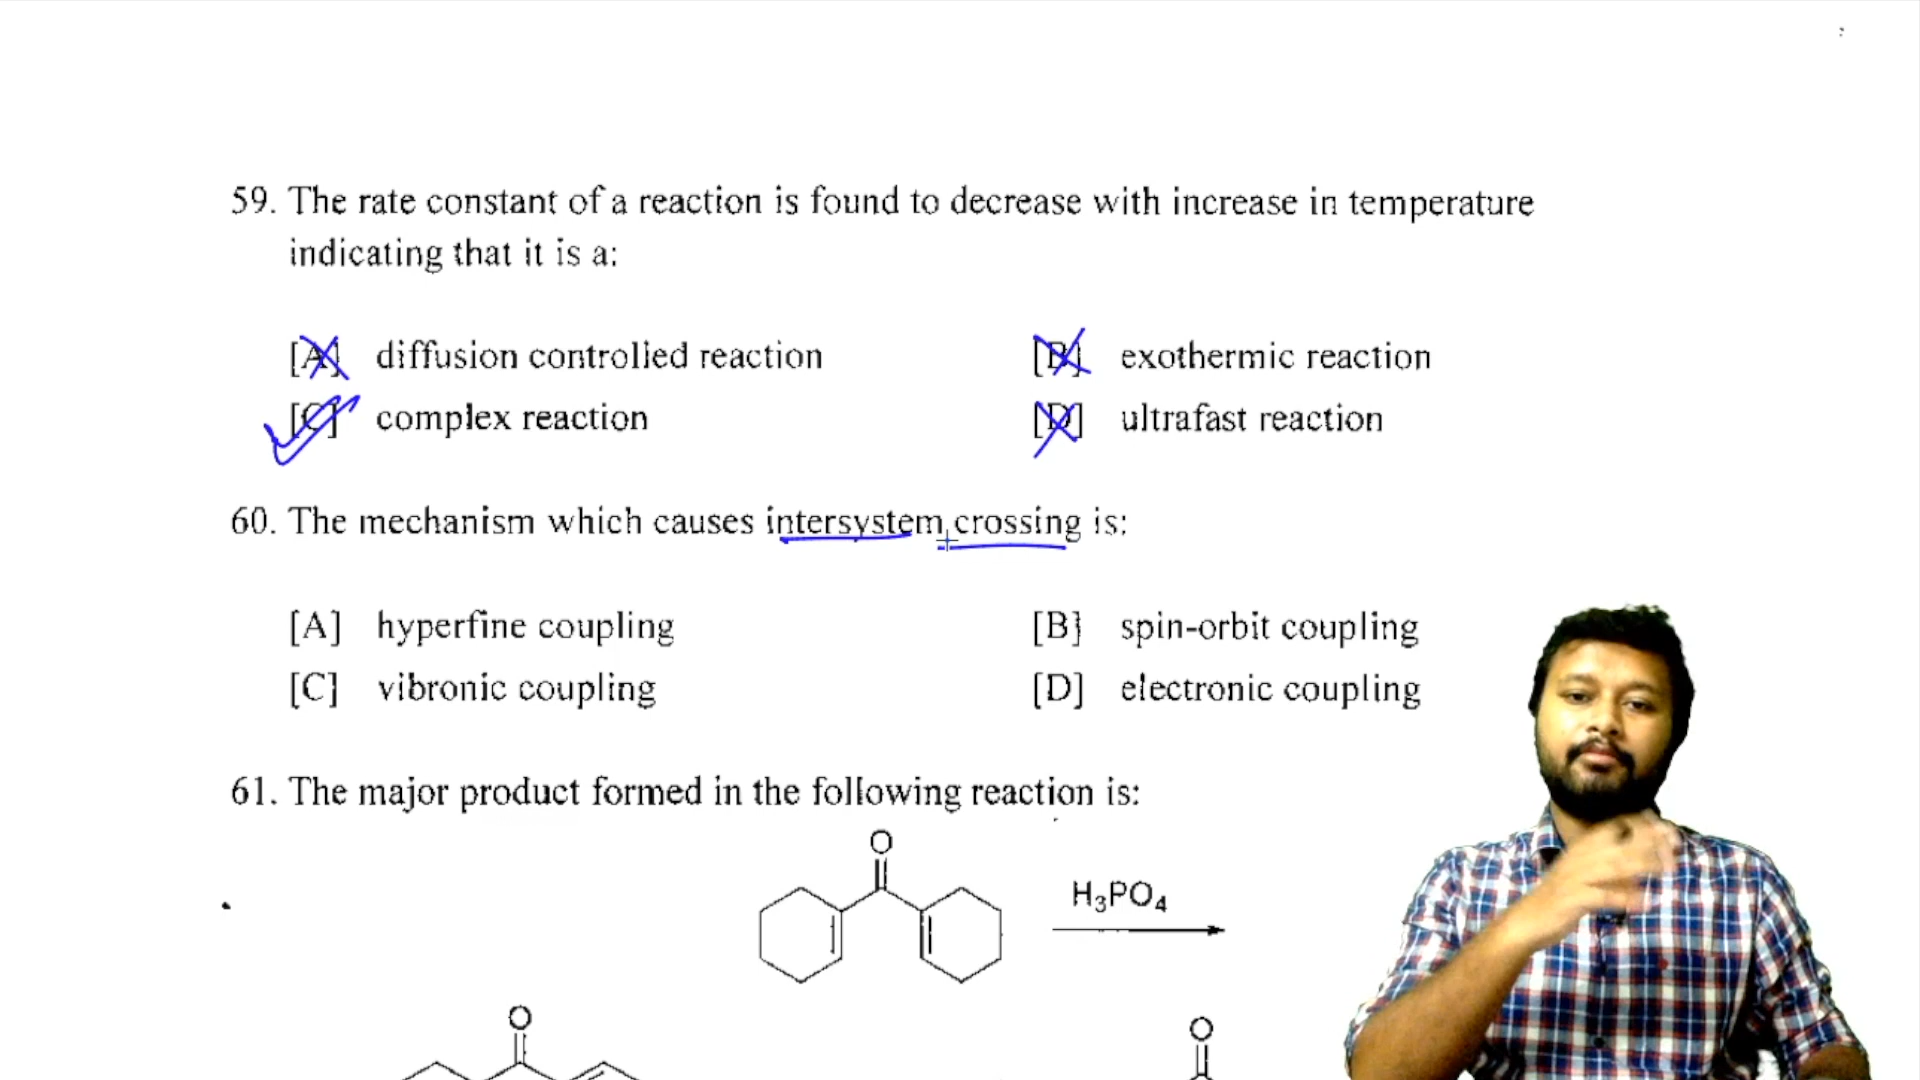 59. The rate constant of a reaction is found to decrease with increase in temperature
indicating that it is a:
[A] diffusion controlled reaction
[B] exothermic reaction
[C] complex reaction
[D] ultrafast reaction
60. The mechanism which causes intersystem crossing is:
[A] hyperfine coupling
[B] spin-orbit coupling
[C] vibronic coupling
[D] electronic coupling
61. The major product formed in the following reaction is:
O
H₃PO₄
O
O